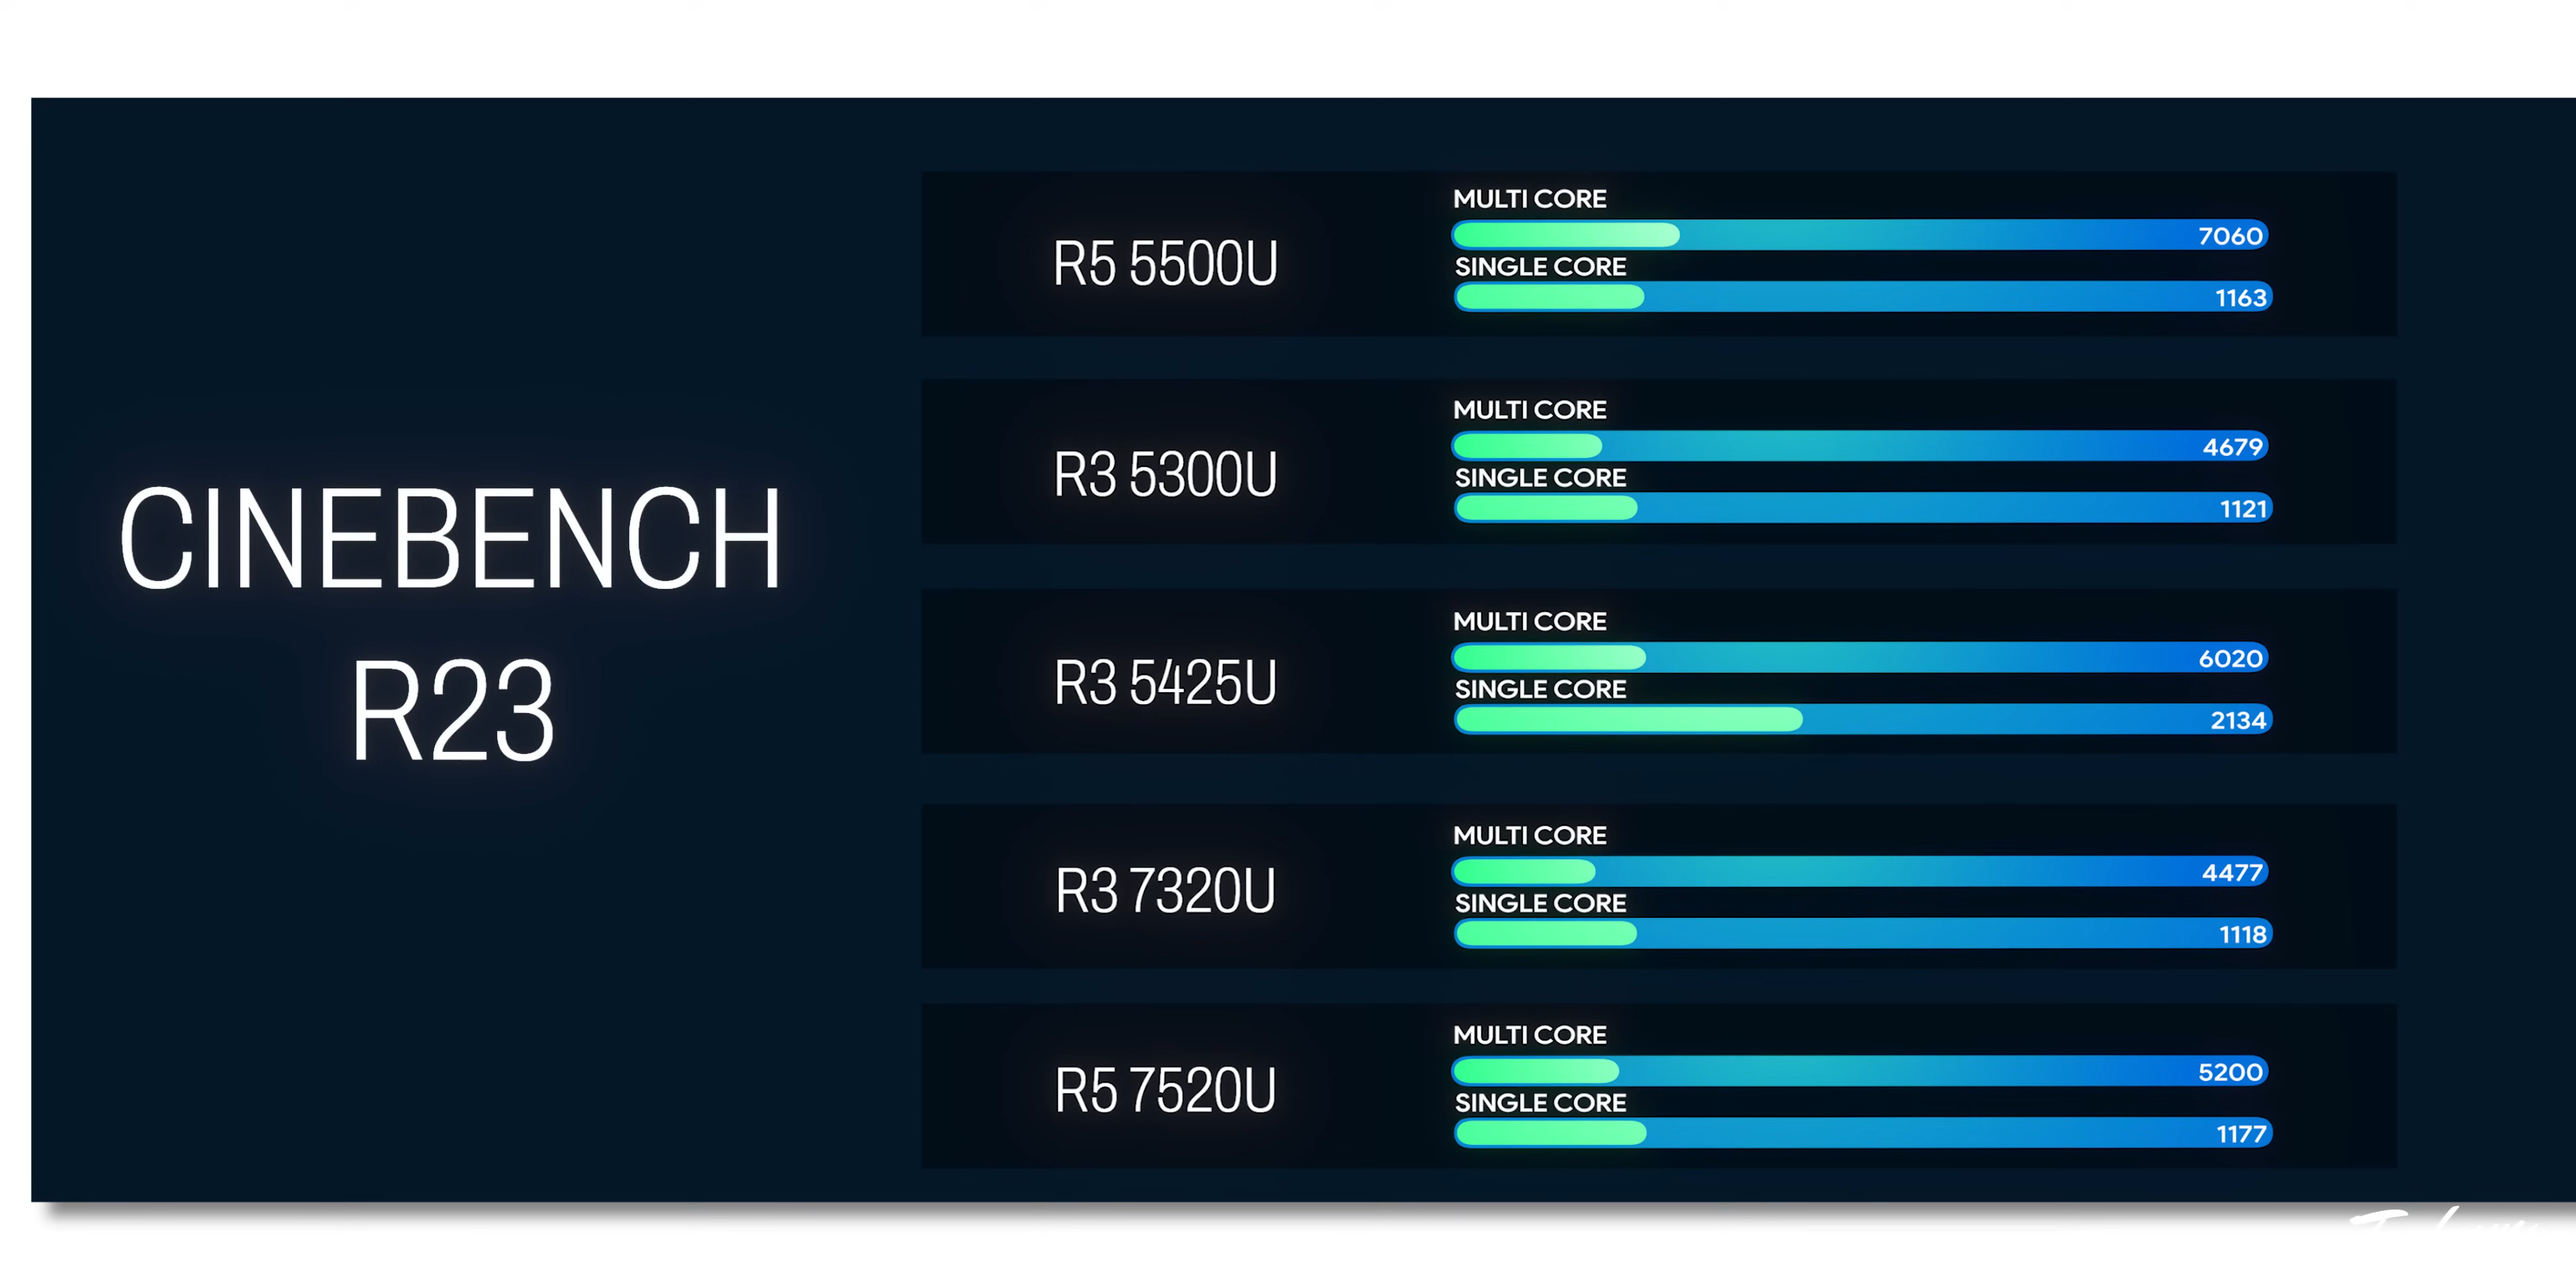 CINEBENCH
R23
R5 5500U
MULTI CORE
7060
SINGLE CORE
1163
R3 5300U
MULTI CORE
4679
SINGLE CORE
1121
R3 5425U
MULTI CORE
6020
SINGLE CORE
2134
R3 7320U
MULTI CORE
4477
SINGLE CORE
1118
R5 7520U
MULTI CORE
5200
SINGLE CORE
1177